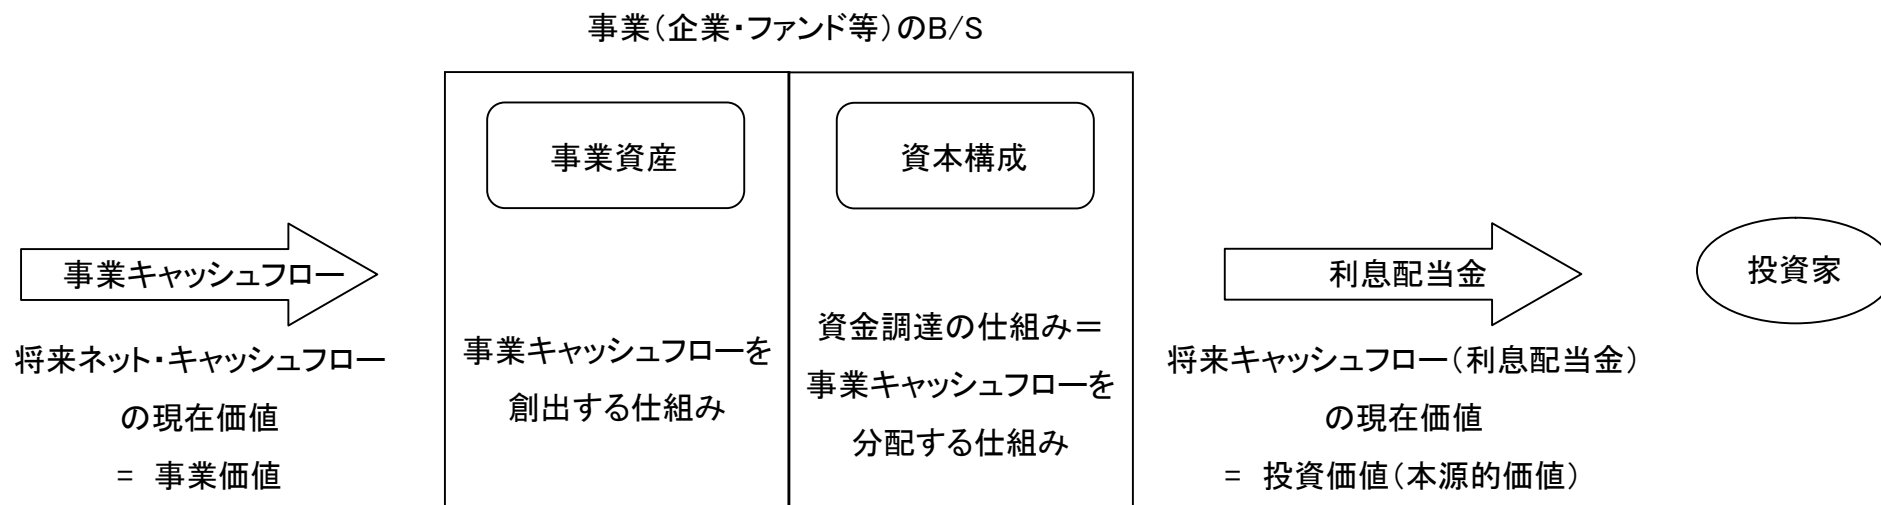 事業(企業・ファンド等)のB/S
事業キャッシュフロー
将来ネット・キャッシュフロー
の現在価値
= 事業価値
事業資産
事業キャッシュフローを
創出する仕組み
資本構成
資金調達の仕組み=
事業キャッシュフローを
分配する仕組み
利息配当金
将来キャッシュフロー(利息配当金)
の現在価値
= 投資価値(本源的価値)
投資家